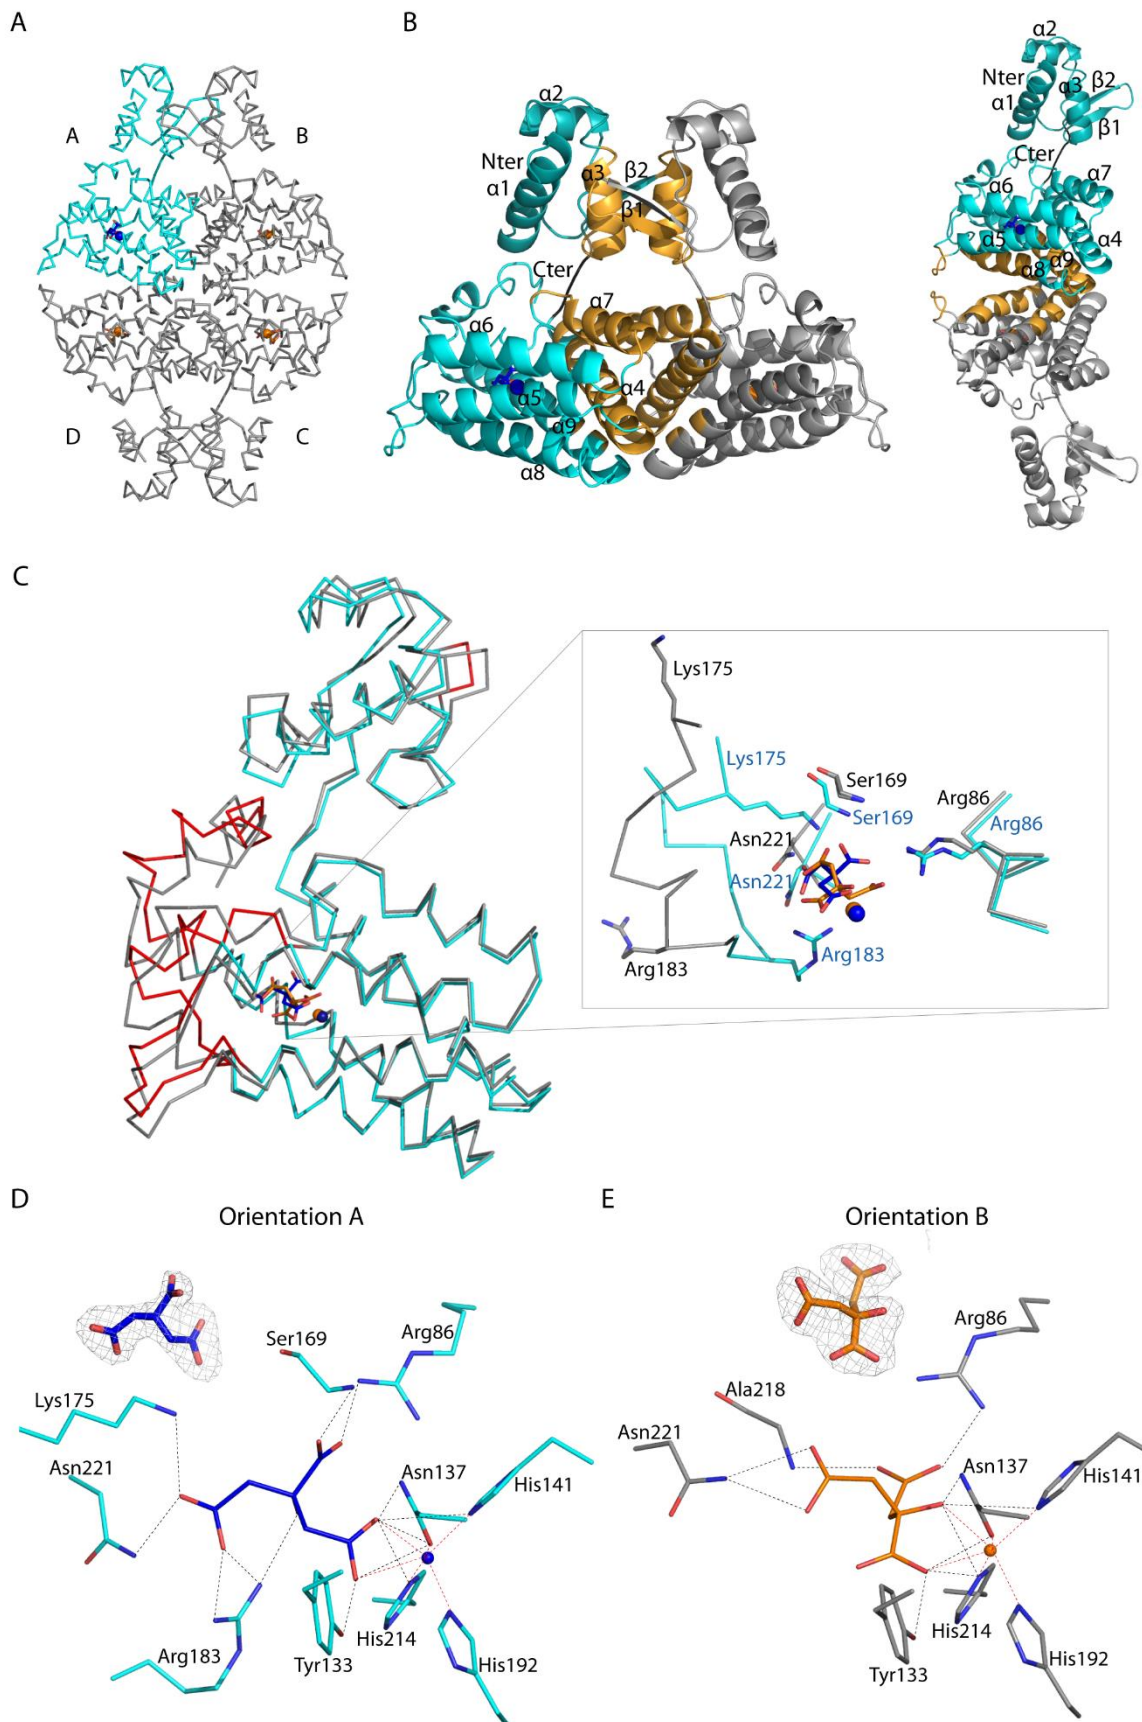 A
A
B
D
C
B
α2
Nter
α1
α3
β2
β1
Cter
α7
α6
α5
α4
α9
α8
α2
Nter
α3
β2
α1
β1
Cter
α6
α7
α5
α4
α9
α8
C
Lys175
Lys175
Ser169
Arg86
Ser169
Arg86
Asn221
Asn221
Arg183
Arg183
D
Orientation A
Ser169
Arg86
Lys175
Asn221
Asn137
His141
Arg183
Tyr133
His214
His192
E
Orientation B
Arg86
Ala218
Asn221
Asn137
His141
Tyr133
His214
His192